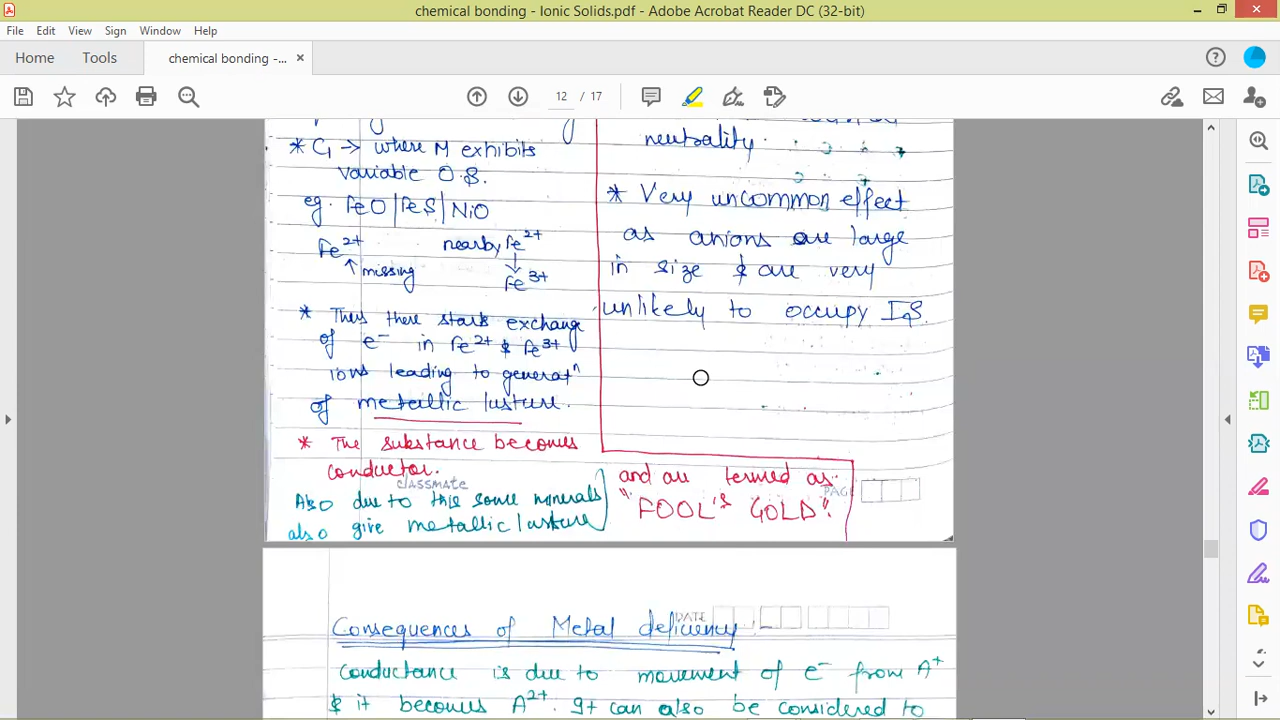 chemical bonding - Ionic Solids.pdf - Adobe Acrobat Reader DC (32-bit)
File Edit View Sign Window Help
Home Tools chemical bonding -... ×
12 / 17
* C1 → where M exhibits
variable O.S.
eg. FeO|FeS|NiO
Fe2+ nearby Fe2+
↑ missing ↓
Fe3+
* Thus there starts exchange
of e- in Fe2+ & Fe3+
ions leading to generatn
of metallic lusture.
* The substance becomes
conductor.
classmate
Also due to this some minerals
also give metallic lusture
neutrality.
* Very uncommon effect
as anions are large
in size & are very
unlikely to occupy I.S.
and are termed as
PAGE
"FOOL'S GOLD".
DATE
Consequences of Metal deficiency
Conductance is due to movement of e- from A+
& it becomes A2+. It can also be considered to